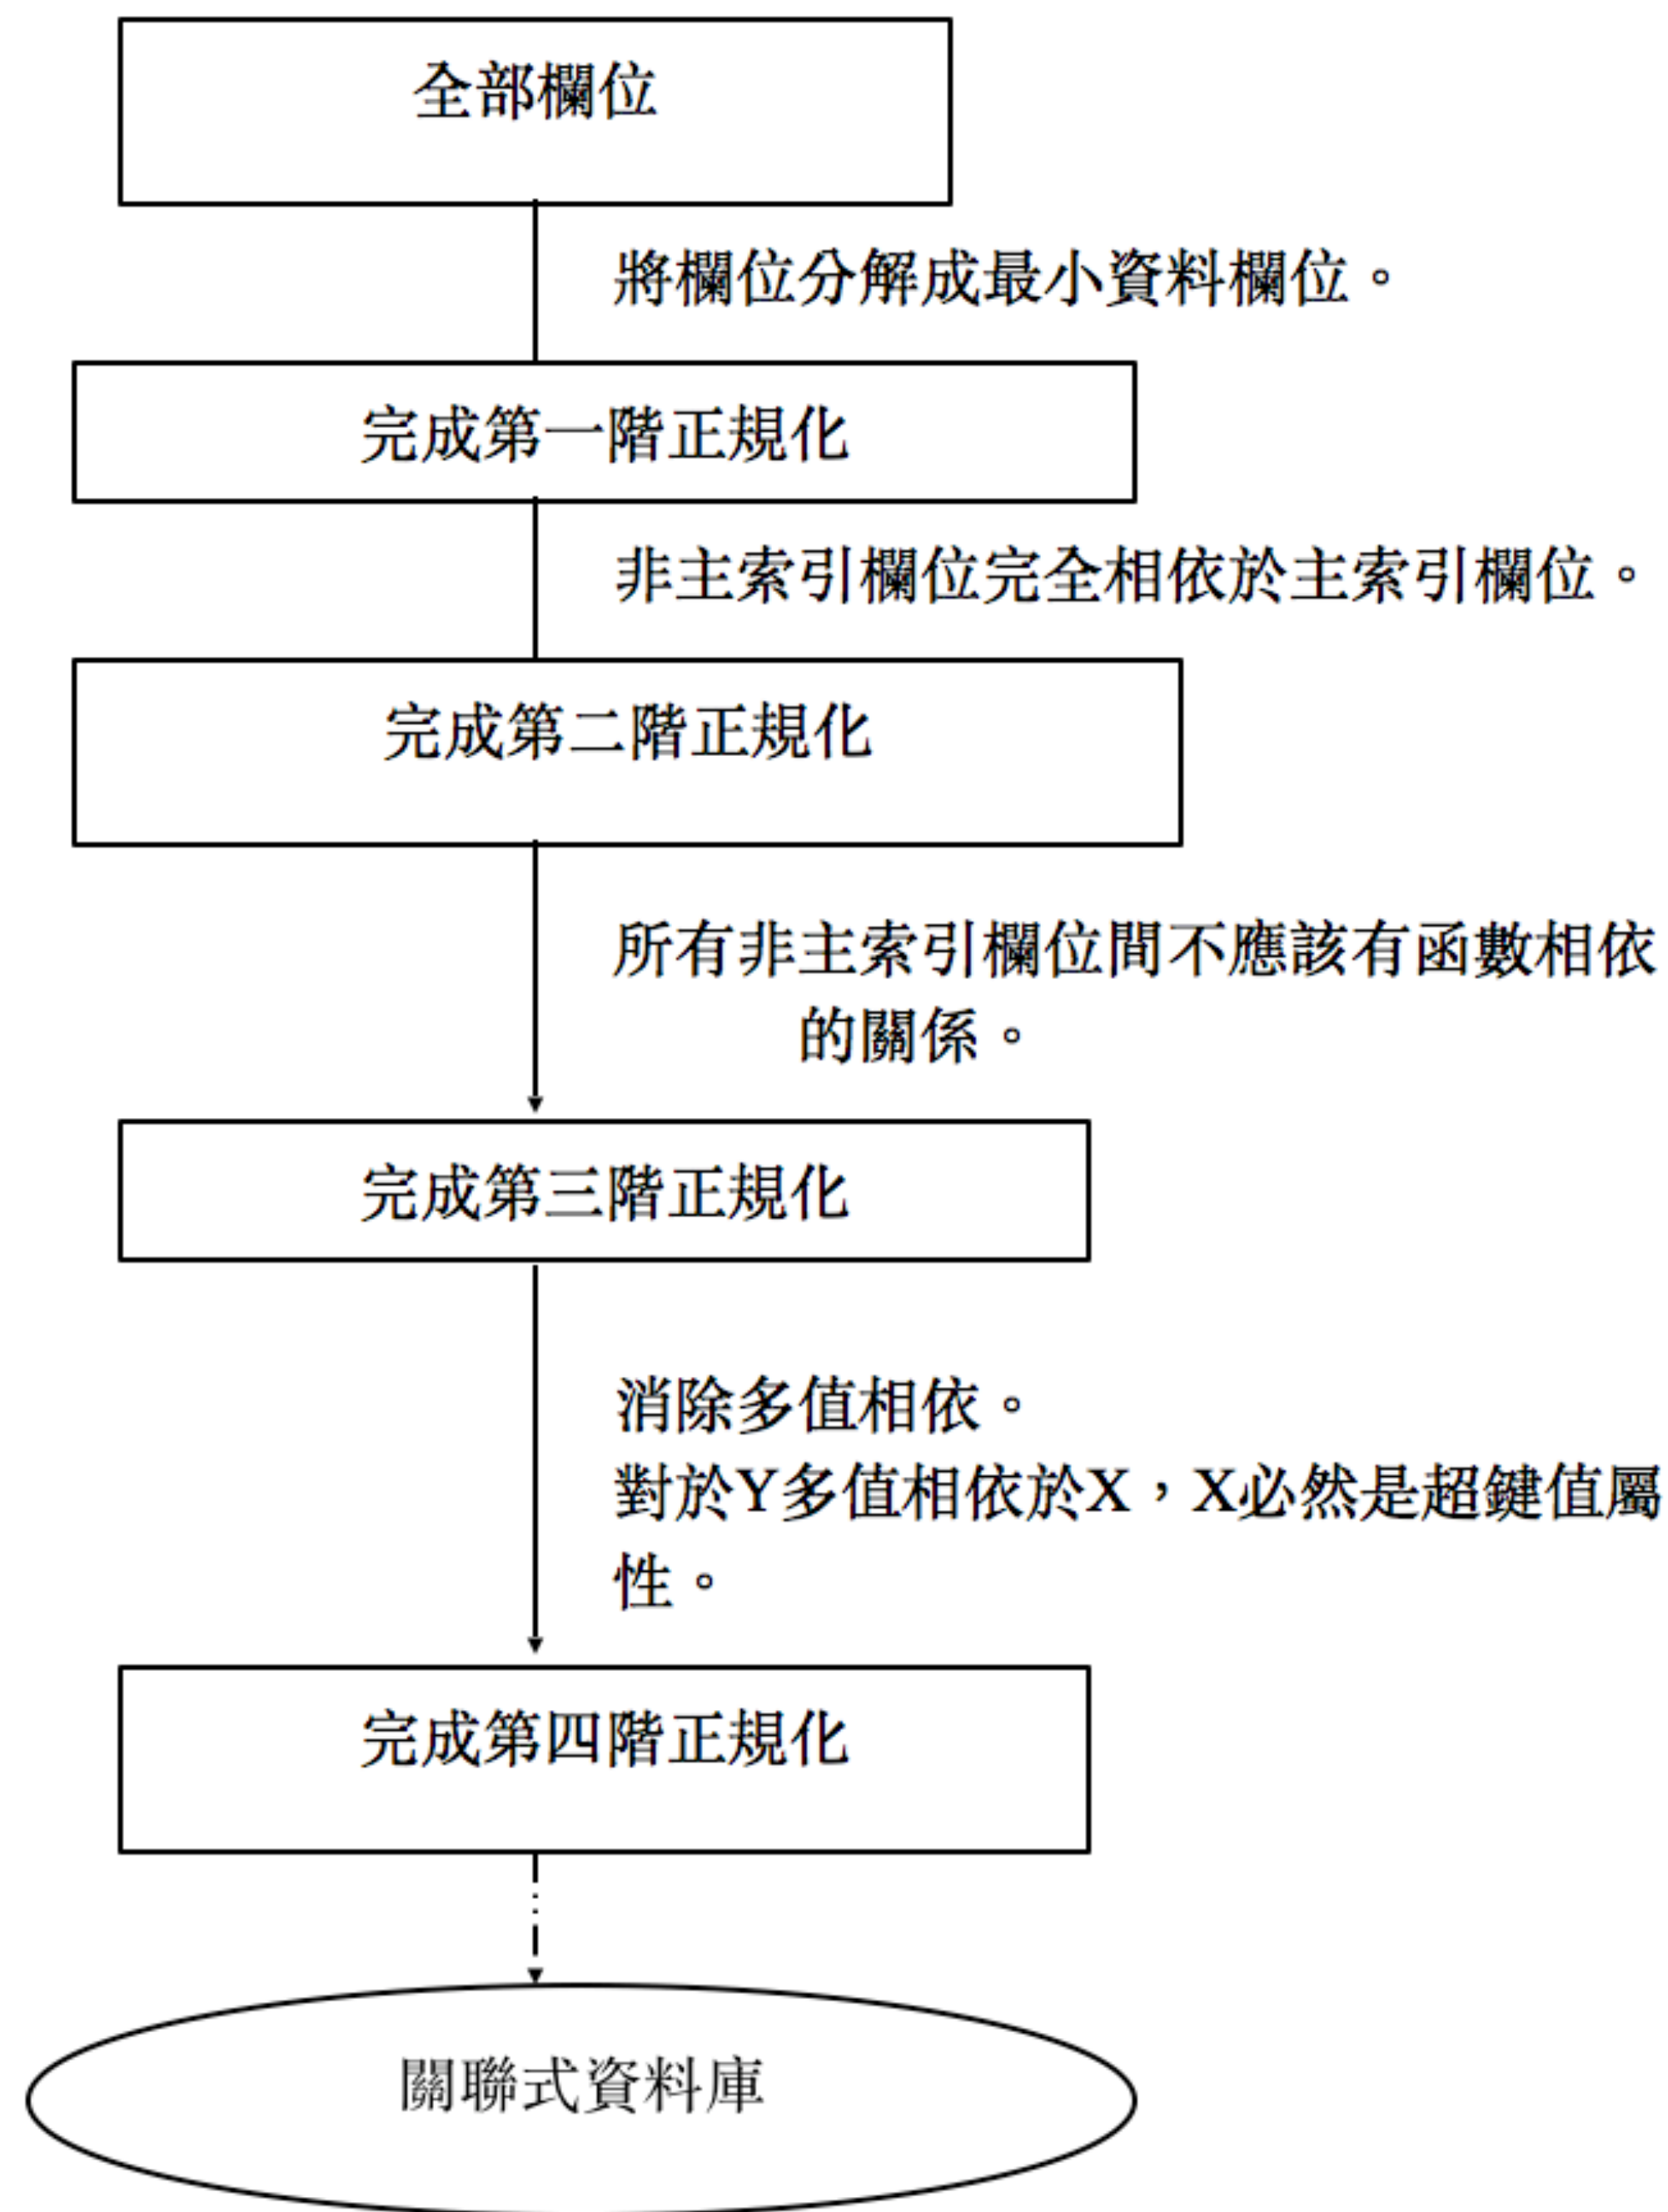 全部欄位
將欄位分解成最小資料欄位。
完成第一階正規化
非主索引欄位完全相依於主索引欄位。
完成第二階正規化
所有非主索引欄位間不應該有函數相依
的關係。
完成第三階正規化
消除多值相依。
對於Y多值相依於X，X必然是超鍵值屬
性。
完成第四階正規化
關聯式資料庫